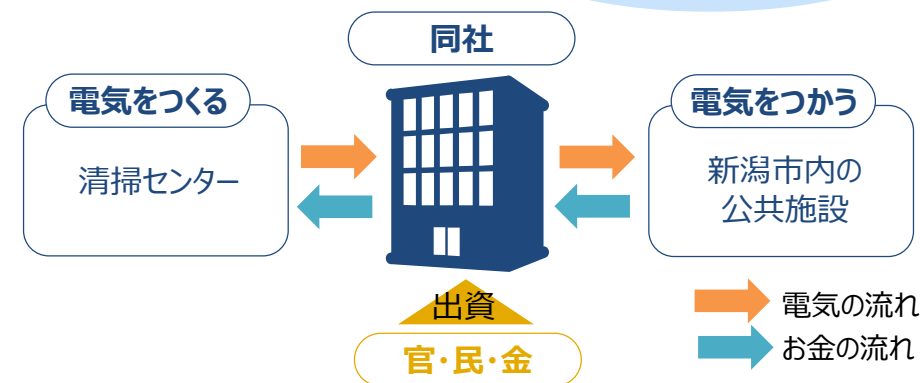 同社
電気をつくる
清掃センター
電気をつかう
新潟市内の
公共施設
出資
官・民・金
電気の流れ
お金の流れ